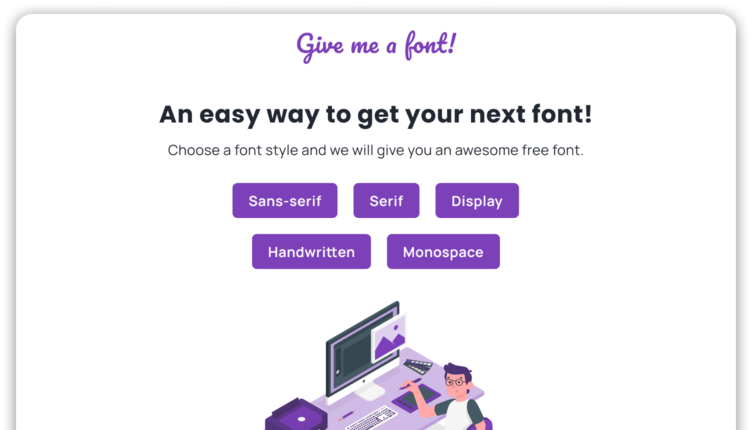 Give me a font!
An easy way to get your next font!
Choose a font style and we will give you an awesome free font.
Sans-serif Serif Display
Handwritten Monospace